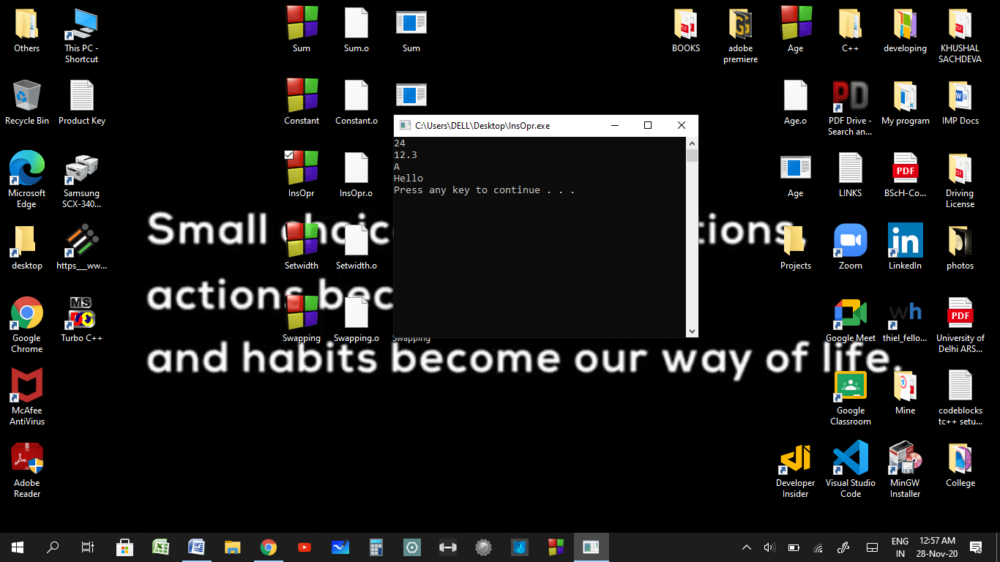 Others
This PC -
Shortcut
Sum
Sum.o
Sum
BOOKS
adobe
premiere
Age
C++
developing
KHUSHAL
SACHDEVA
Recycle Bin
Product Key
Constant
Constant.o
Age.o
PDF Drive -
Search an...
My program
IMP Docs
C:\Users\DELL\Desktop\InsOpr.exe
24
12.3
A
Hello
Press any key to continue . . .
Microsoft
Edge
Samsung
SCX-340...
InsOpr
InsOpr.o
Age
LINKS
PDF
BScH-Co...
Driving
License
Small choic tions,
actions bec
and habits become our way of life.
desktop
https___ww...
Setwidth
Setwidth.o
Projects
Zoom
LinkedIn
photos
Google
Chrome
MS
Turbo C++
Swapping
Swapping.o
Swapping
Google Meet
wh
thiel_fello...
PDF
University of
Delhi ARS...
McAfee
AntiVirus
Google
Classroom
Mine
codeblocks
tc++ setu...
Adobe
Reader
Developer
Insider
Visual Studio
Code
MinGW
Installer
College
ENG
IN
12:57 AM
28-Nov-20